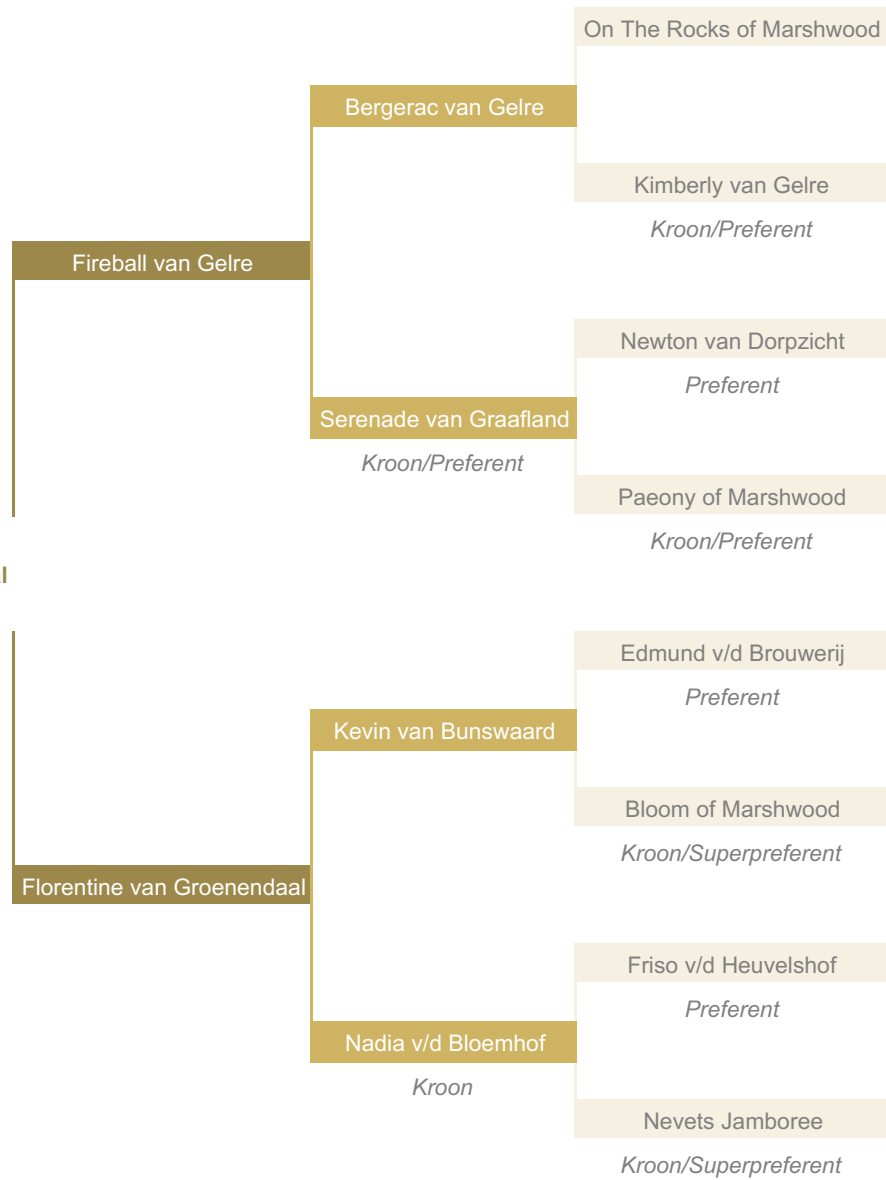 On The Rocks of Marshwood
Bergerac van Gelre
Kimberly van Gelre
Kroon/Preferent
Fireball van Gelre
Newton van Dorpzicht
Preferent
Serenade van Graafland
Kroon/Preferent
Paeony of Marshwood
Kroon/Preferent
Edmund v/d Brouwerij
Preferent
Kevin van Bunswaard
Bloom of Marshwood
Kroon/Superpreferent
Florentine van Groenendaal
Friso v/d Heuvelshof
Preferent
Nadia v/d Bloemhof
Kroon
Nevets Jamboree
Kroon/Superpreferent